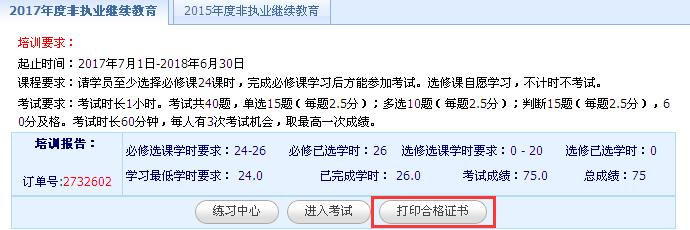 2017年度非执业继续教育 2015年度非执业继续教育
培训要求：
起止时间：2017年7月1日-2018年6月30日
课程要求：请学员至少选择必修课24课时，完成必修课学习后方能参加考试。选修课自愿学习，不计时不考试。
考试要求：考试时长1小时。考试共40题，单选15题（每题2.5分）；多选10题（每题2.5分）；判断15题（每题2.5分），6
0分及格。考试时长60分钟，每人有3次考试机会，取最高一次成绩。
培训报告： 必修选课学时要求：24-26 必修已选学时：26 选修选课学时要求：0 - 20 选修已选学时：0
订单号:2732602 学习最低学时要求： 24.0 已完成学时： 26.0 考试成绩：75.0 总成绩：75
练习中心 进入考试 打印合格证书